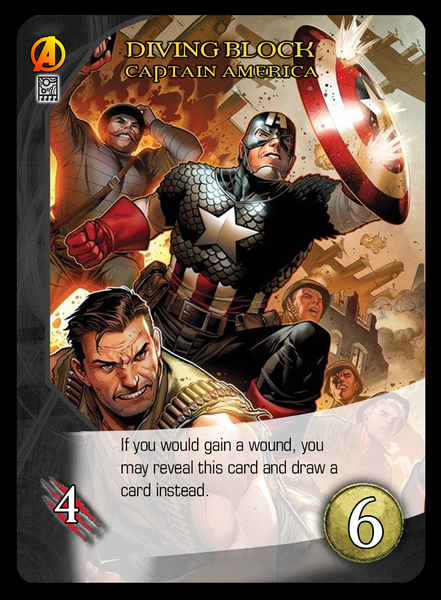 DIVING BLOCK
CAPTAIN AMERICA
If you would gain a wound, you
may reveal this card and draw a
card instead.
4
6